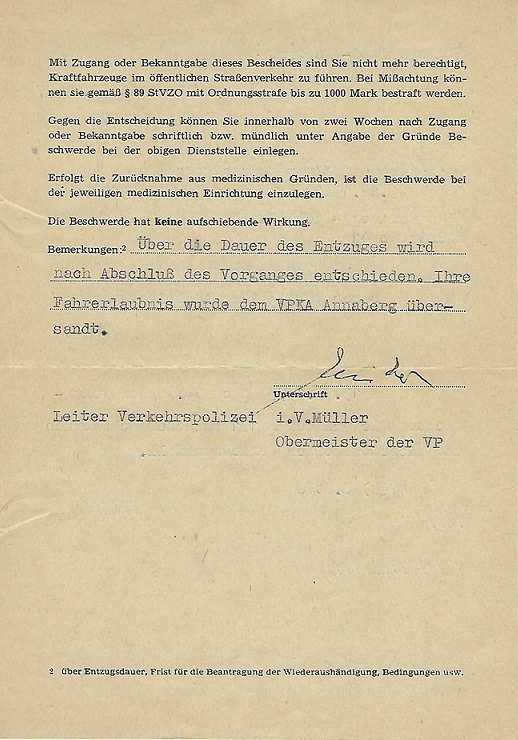 Mit Zugang oder Bekanntgabe dieses Bescheides sind Sie nicht mehr berechtigt,
Kraftfahrzeuge im öffentlichen Straßenverkehr zu führen. Bei Mißachtung kön-
nen sie gemäß § 89 StVZO mit Ordnungsstrafe bis zu 1000 Mark bestraft werden.
Gegen die Entscheidung können Sie innerhalb von zwei Wochen nach Zugang
oder Bekanntgabe schriftlich bzw. mündlich unter Angabe der Gründe Be-
schwerde bei der obigen Dienststelle einlegen.
Erfolgt die Zurücknahme aus medizinischen Gründen, ist die Beschwerde bei
der jeweiligen medizinischen Einrichtung einzulegen.
Die Beschwerde hat keine aufschiebende Wirkung.
Bemerkungen:2 Über die Dauer des Entzuges wird
nach Abschluß des Vorganges entschieden. Ihre
Fahrerlaubnis wurde dem VPKA Annaberg über-
sandt.
Unterschrift
Leiter Verkehrspolizei i.V.Müller
Obermeister der VP
2 über Entzugsdauer, Frist für die Beantragung der Wiederaushändigung, Bedingungen usw.